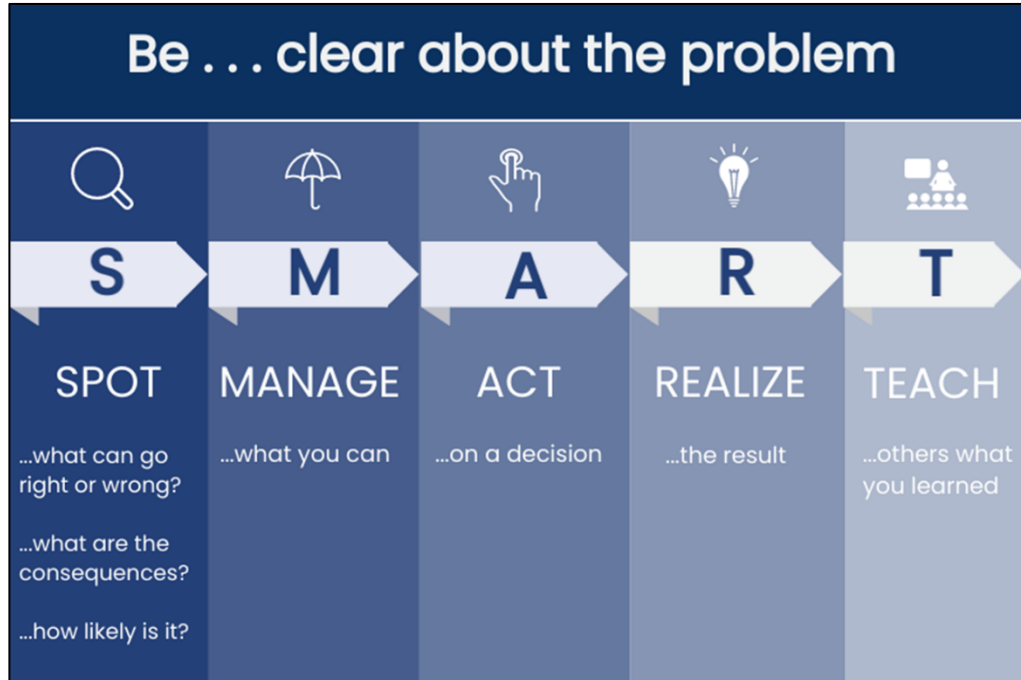 Be . . . clear about the problem
S
M
A
R
T
SPOT
...what can go
right or wrong?
...what are the
consequences?
...how likely is it?
MANAGE
...what you can
ACT
...on a decision
REALIZE
...the result
TEACH
...others what
you learned